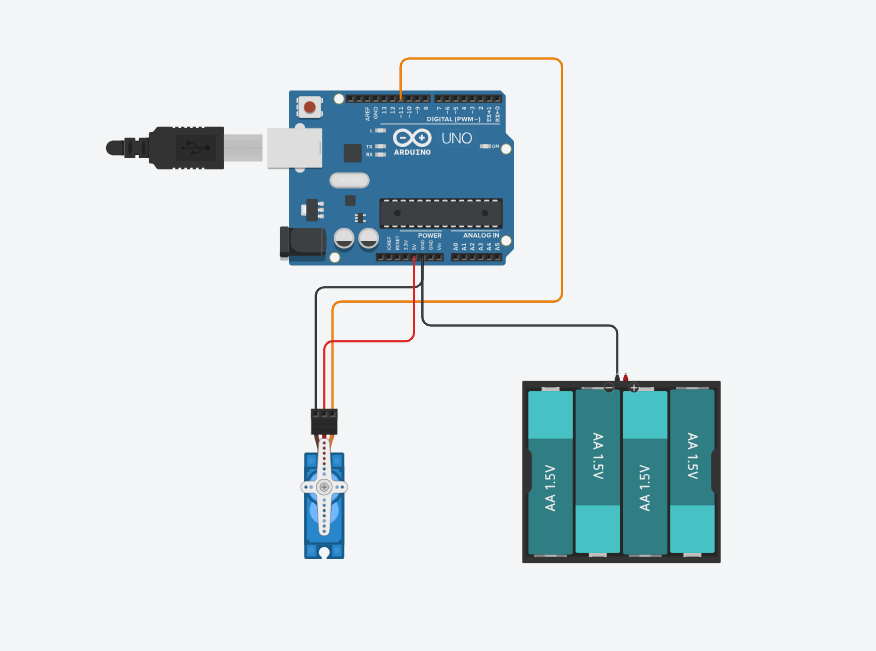 AREF
GND
13
12
~11
~10
~9
8
7
~6
~5
4
~3
2
TX→1
RX←0
DIGITAL (PWM~)
L
TX
RX
UNO
ARDUINO
ON
POWER
ANALOG IN
IOREF
RESET
3.3V
5V
GND
GND
Vin
A0
A1
A2
A3
A4
A5
AA 1.5V
AA 1.5V
AA 1.5V
AA 1.5V